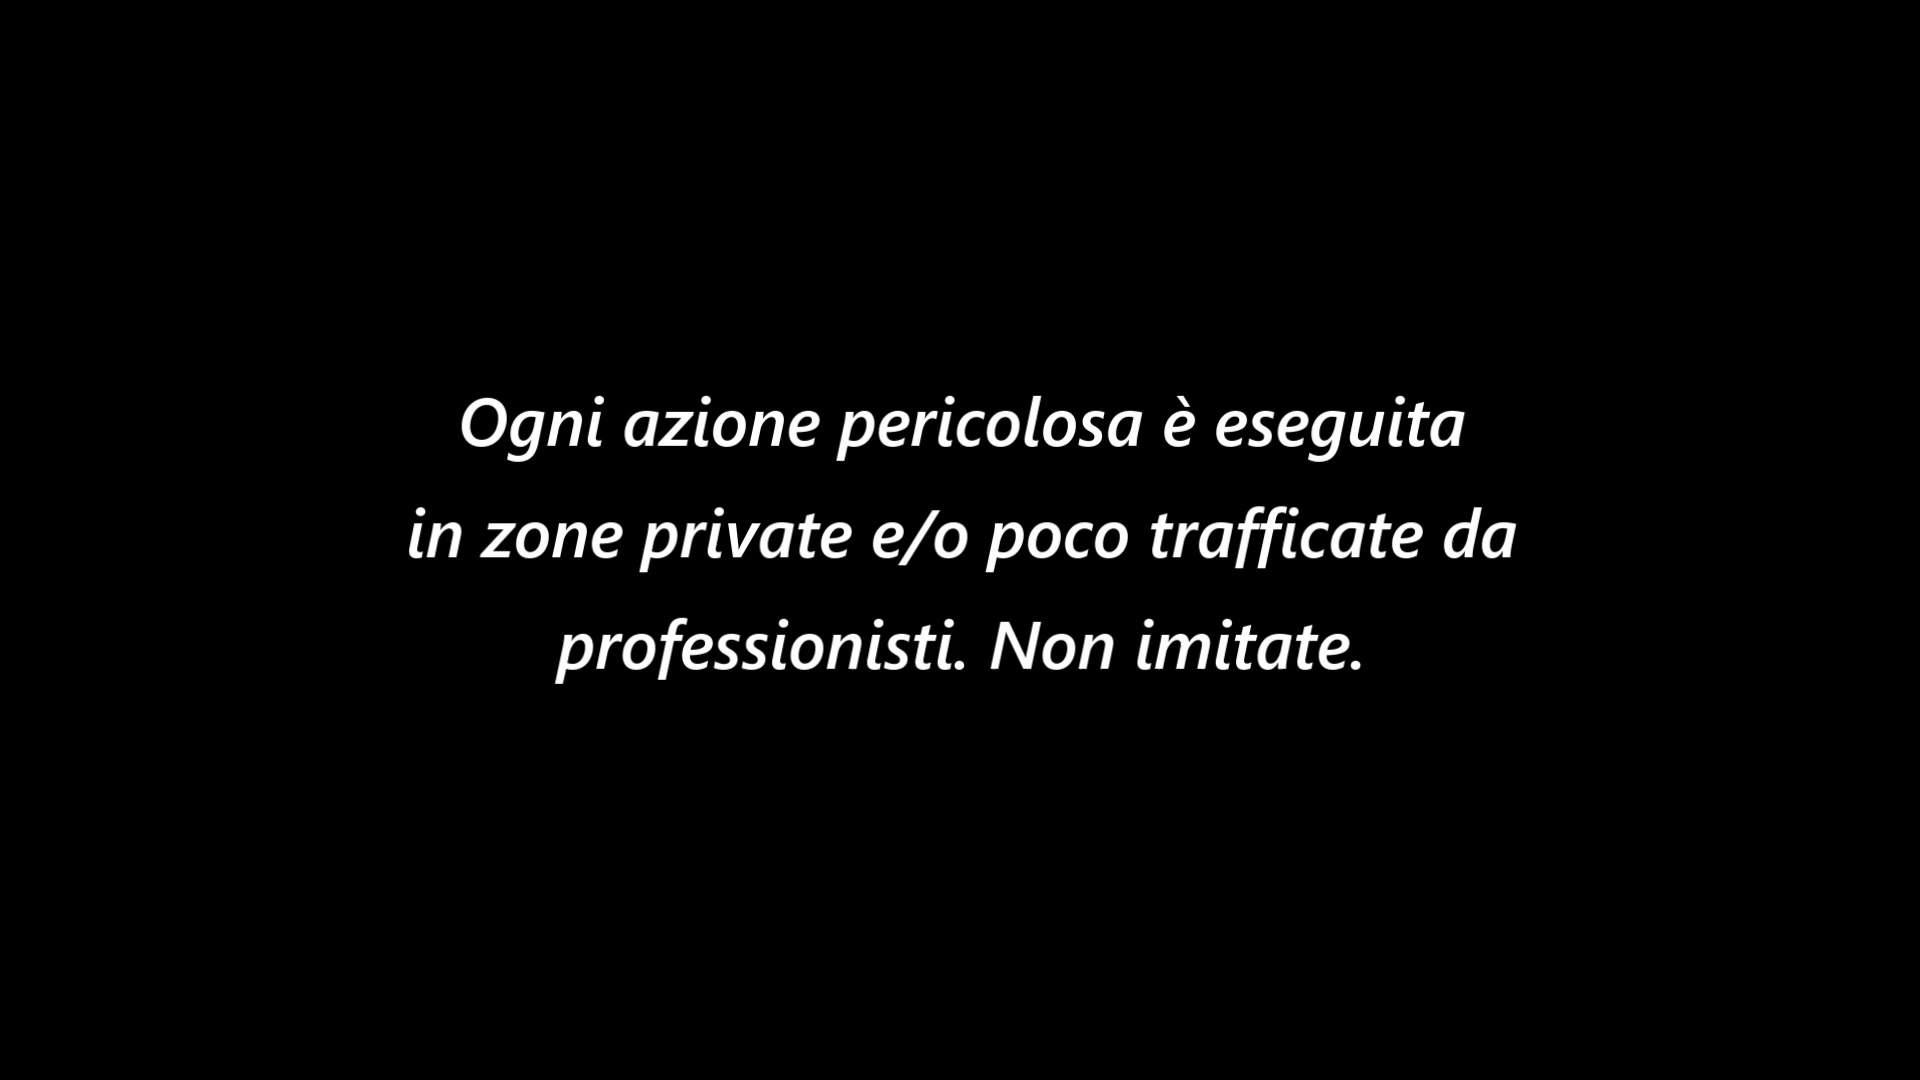 Ogni azione pericolosa è eseguita
in zone private e/o poco trafficate da
professionisti. Non imitate.